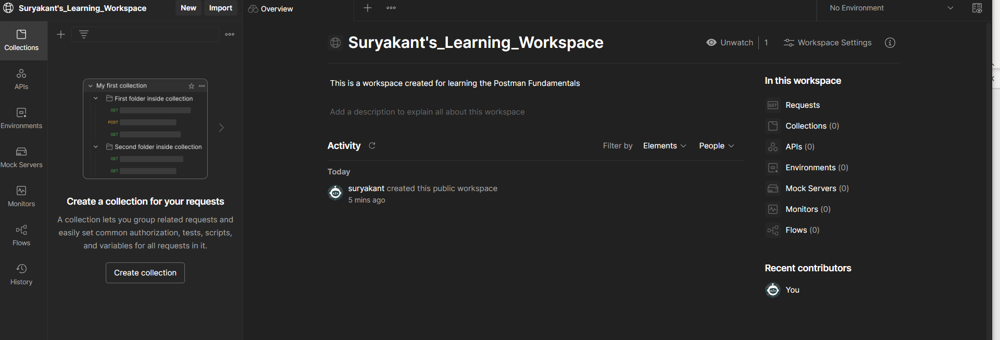 Suryakant's_Learning_Workspace
New
Import
Overview
No Environment
Collections
APIs
Environments
Mock Servers
Monitors
Flows
History
My first collection
First folder inside collection
GET
POST
GET
Second folder inside collection
GET
GET
Create a collection for your requests
A collection lets you group related requests and
easily set common authorization, tests, scripts,
and variables for all requests in it.
Create collection
Suryakant's_Learning_Workspace
Unwatch
1
Workspace Settings
This is a workspace created for learning the Postman Fundamentals
Add a description to explain all about this workspace
Activity
Filter by
Elements
People
Today
suryakant created this public workspace
5 mins ago
In this workspace
GET Requests
Collections (0)
APIs (0)
Environments (0)
Mock Servers (0)
Monitors (0)
Flows (0)
Recent contributors
You